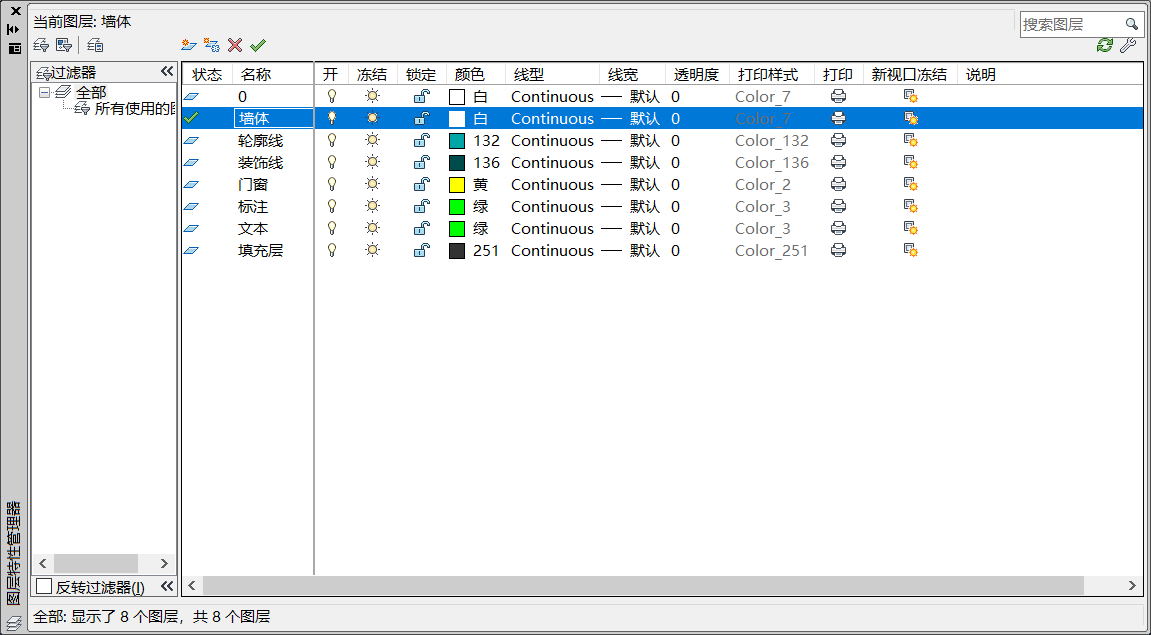 当前图层: 墙体
搜索图层
过滤器
全部
所有使用的
反转过滤器(I)
状态 名称 开 冻结 锁定 颜色 线型 线宽 透明度 打印样式 打印 新视口冻结 说明
0 白 Continuous 默认 0 Color_7
墙体 白 Continuous 默认 0 Color_7
轮廓线 132 Continuous 默认 0 Color_132
装饰线 136 Continuous 默认 0 Color_136
门窗 黄 Continuous 默认 0 Color_2
标注 绿 Continuous 默认 0 Color_3
文本 绿 Continuous 默认 0 Color_3
填充层 251 Continuous 默认 0 Color_251
图层特性管理器
全部: 显示了 8 个图层，共 8 个图层